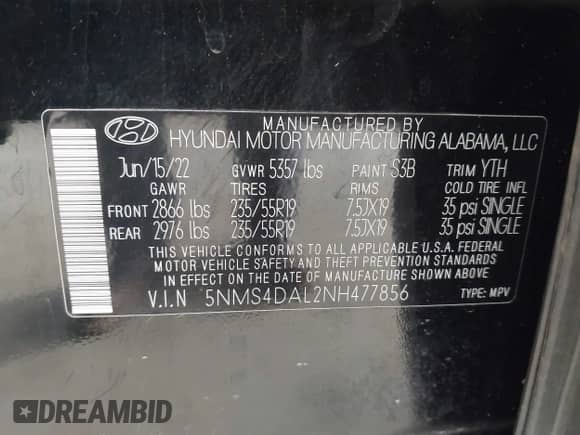 MANUFACTURED BY
HYUNDAI MOTOR MANUFACTURING ALABAMA, LLC
Jun/15/22 GVWR 5357 lbs PAINT S3B TRIM YTH
GAWR TIRES RIMS COLD TIRE INFL
FRONT 2866 lbs 235/55R19 7.5JX19 35 psi SINGLE
REAR 2976 lbs 235/55R19 7.5JX19 35 psi SINGLE
THIS VEHICLE CONFORMS TO ALL APPLICABLE U.S.A. FEDERAL
MOTOR VEHICLE SAFETY AND THEFT PREVENTION STANDARDS
IN EFFECT ON THE DATE OF MANUFACTURE SHOWN ABOVE.
V.I.N 5NMS4DAL2NH477856 TYPE: MPV
DREAMBID